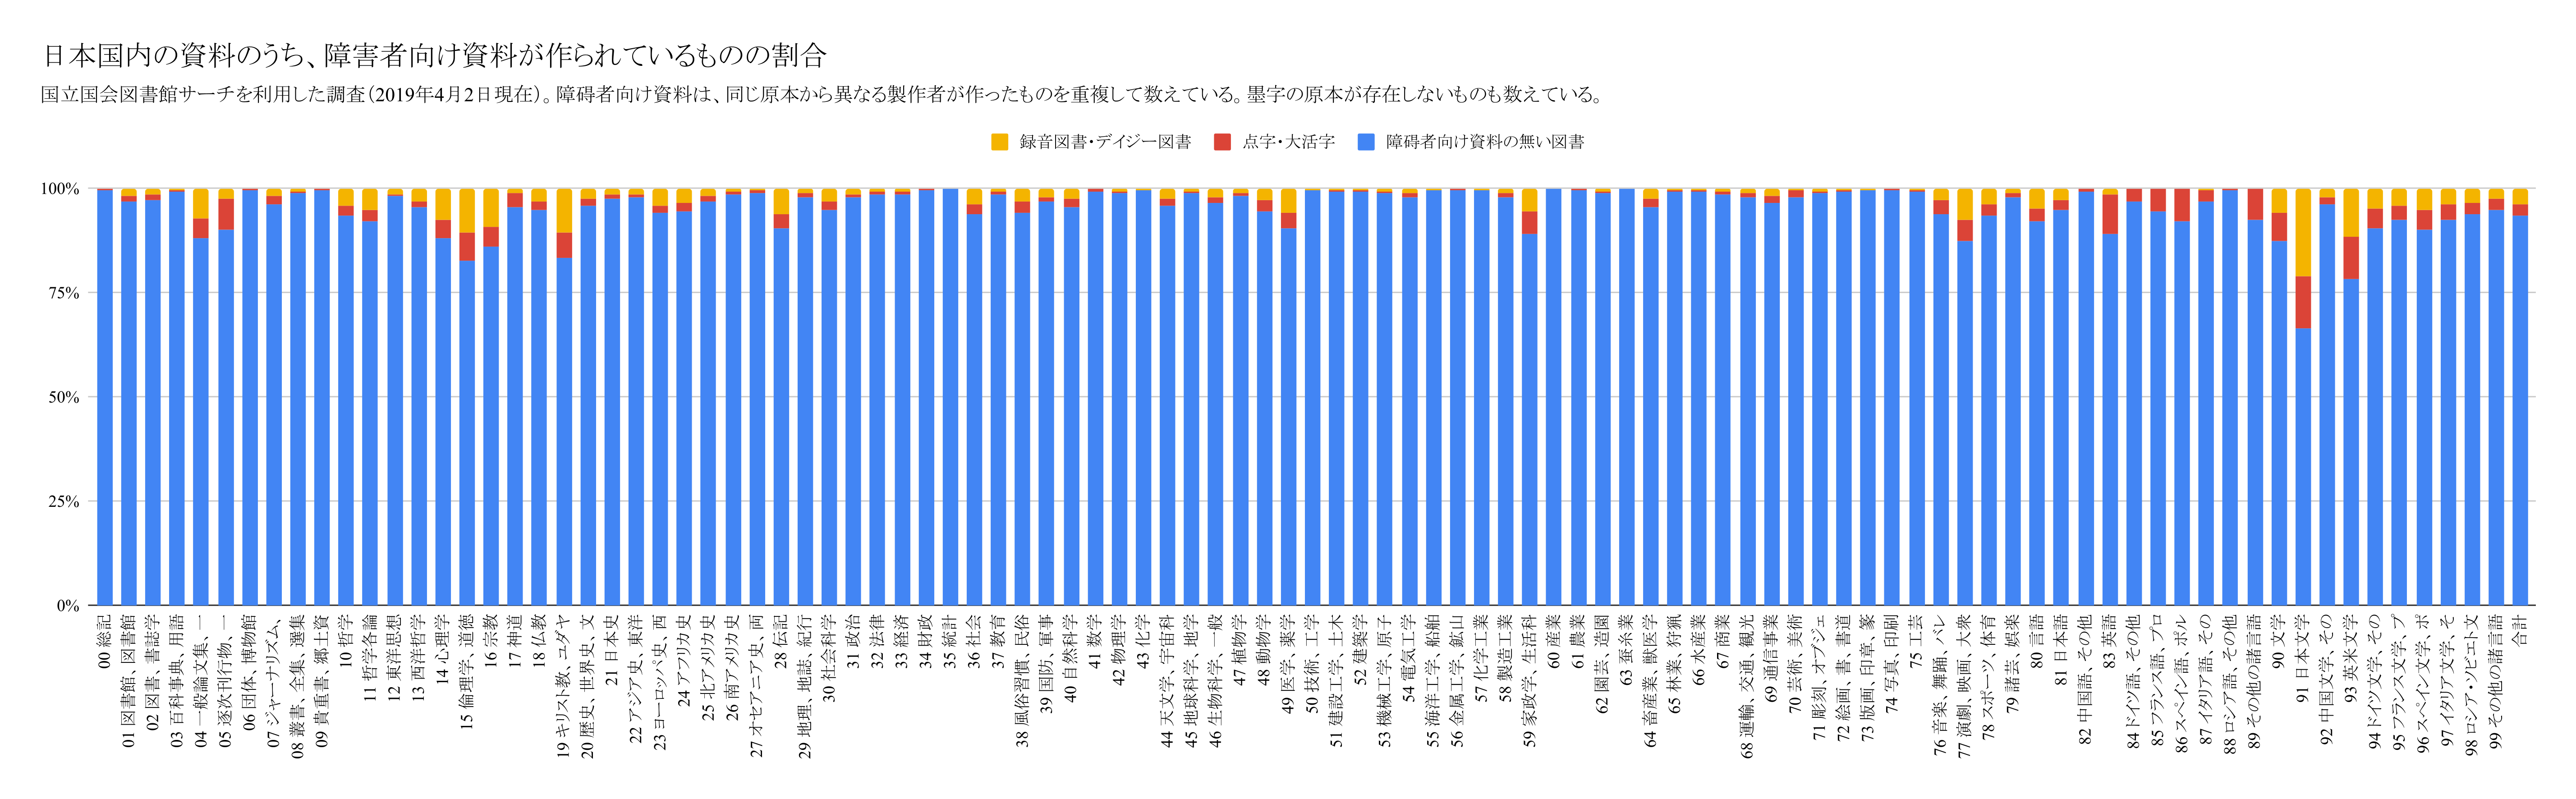 日本国内の資料のうち、障害者向け資料が作られているものの割合
国立国会図書館サーチを利用した調査（2019年4月2日現在）。障碍者向け資料は、同じ原本から異なる製作者が作ったものを重複して数えている。墨字の原本が存在しないものも数えている。
録音図書・デイジー図書
点字・大活字
障碍者向け資料の無い図書
100%
75%
50%
25%
0%
00 総記
01 図書館、図書館
02 図書、書誌学
03 百科事典、用語
04 一般論文集、一
05 逐次刊行物、一
06 団体、博物館
07 ジャーナリズム、
08 叢書、全集、選集
09 貴重書、郷土資
10 哲学
11 哲学各論
12 東洋思想
13 西洋哲学
14 心理学
15 倫理学、道徳
16 宗教
17 神道
18 仏教
19 キリスト教、ユダヤ
20 歴史、世界史、文
21 日本史
22 アジア史、東洋
23 ヨーロッパ史、西
24 アフリカ史
25 北アメリカ史
26 南アメリカ史
27 オセアニア史、両
28 伝記
29 地理、地誌、紀行
30 社会科学
31 政治
32 法律
33 経済
34 財政
35 統計
36 社会
37 教育
38 風俗習慣、民俗
39 国防、軍事
40 自然科学
41 数学
42 物理学
43 化学
44 天文学、宇宙科
45 地球科学、地学
46 生物科学、一般
47 植物学
48 動物学
49 医学、薬学
50 技術、工学
51 建設工学、土木
52 建築学
53 機械工学、原子
54 電気工学
55 海洋工学、船舶
56 金属工学、鉱山
57 化学工業
58 製造工業
59 家政学、生活科
60 産業
61 農業
62 園芸、造園
63 蚕糸業
64 畜産業、獣医学
65 林業、狩猟
66 水産業
67 商業
68 運輸、交通、観光
69 通信事業
70 芸術、美術
71 彫刻、オブジェ
72 絵画、書、書道
73 版画、印章、篆
74 写真、印刷
75 工芸
76 音楽、舞踊、バレ
77 演劇、映画、大衆
78 スポーツ、体育
79 諸芸、娯楽
80 言語
81 日本語
82 中国語、その他
83 英語
84 ドイツ語、その他
85 フランス語、プロ
86 スペイン語、ポル
87 イタリア語、その
88 ロシア語、その他
89 その他の諸言語
90 文学
91 日本文学
92 中国文学、その
93 英米文学
94 ドイツ文学、その
95 フランス文学、プ
96 スペイン文学、ポ
97 イタリア文学、そ
98 ロシア・ソビエト文
99 その他の諸言語
合計